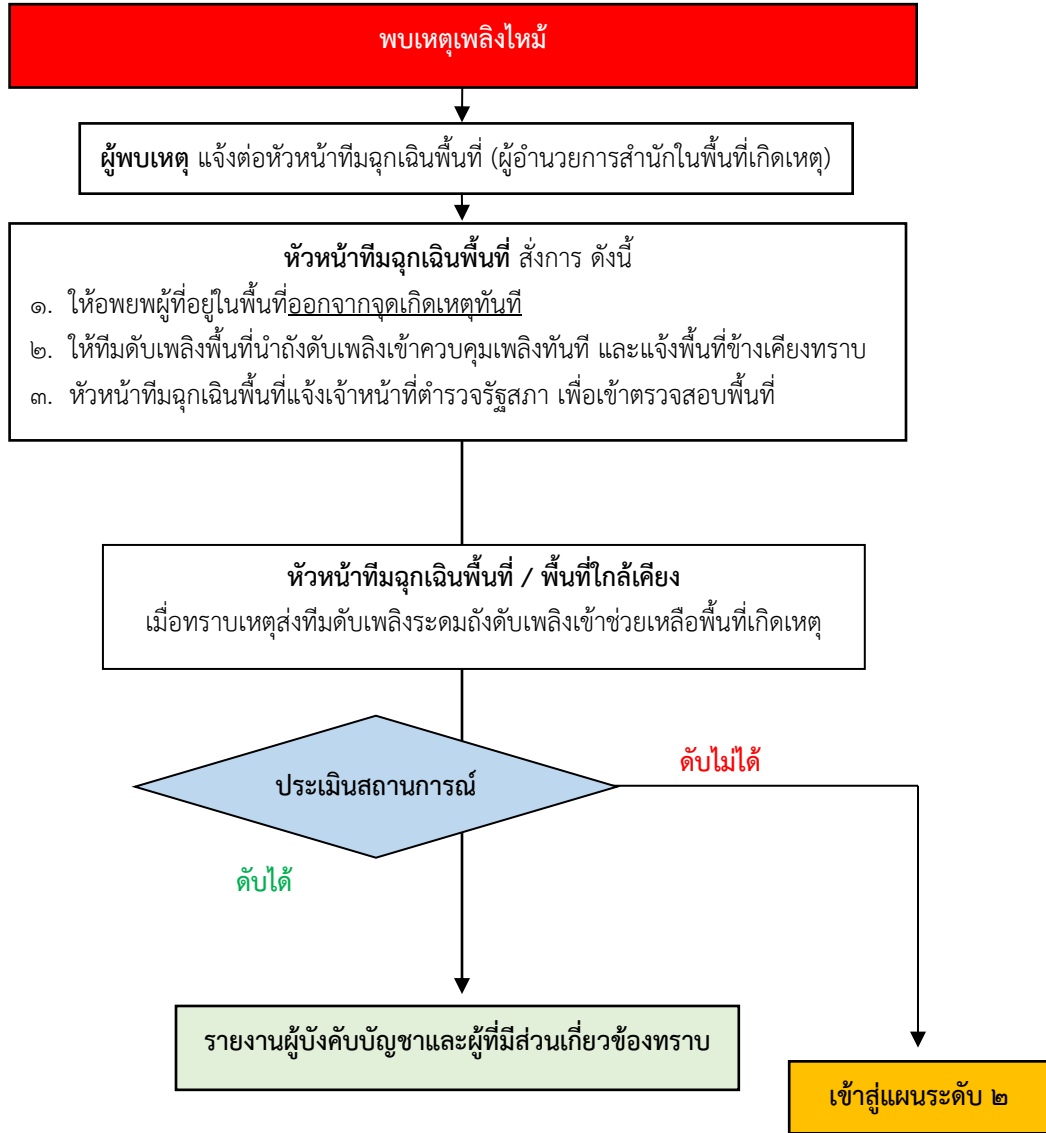 พบเหตุเพลิงไหม้
ผู้พบเหตุ แจ้งต่อหัวหน้าทีมฉุกเฉินพื้นที่ (ผู้อำนวยการสำนักในพื้นที่เกิดเหตุ)
หัวหน้าทีมฉุกเฉินพื้นที่ สั่งการ ดังนี้
๑. ให้อพยพผู้ที่อยู่ในพื้นที่ออกจากจุดเกิดเหตุทันที
๒. ให้ทีมดับเพลิงพื้นที่นำถังดับเพลิงเข้าควบคุมเพลิงทันที และแจ้งพื้นที่ข้างเคียงทราบ
๓. หัวหน้าทีมฉุกเฉินพื้นที่แจ้งเจ้าหน้าที่ตำรวจรัฐสภา เพื่อเข้าตรวจสอบพื้นที่
หัวหน้าทีมฉุกเฉินพื้นที่ / พื้นที่ใกล้เคียง
เมื่อทราบเหตุส่งทีมดับเพลิงระดมถังดับเพลิงเข้าช่วยเหลือพื้นที่เกิดเหตุ
ประเมินสถานการณ์
ดับไม่ได้
ดับได้
รายงานผู้บังคับบัญชาและผู้ที่มีส่วนเกี่ยวข้องทราบ
เข้าสู่แผนระดับ ๒